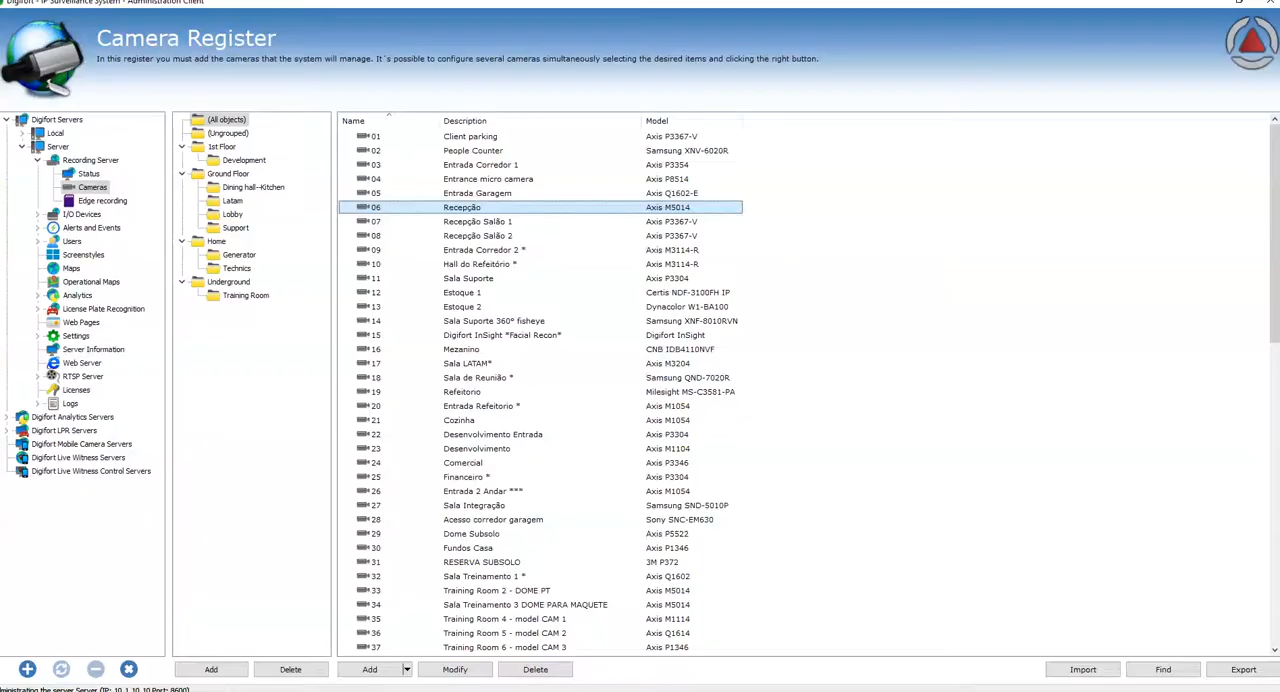 Digifort - IP Surveillance System - Administration Client
Camera Register
In this register you must add the cameras that the system will manage. It´s possible to configure several cameras simultaneously selecting the desired items and clicking the right button.
Digifort Servers
Local
Server
Recording Server
Status
Cameras
Edge recording
I/O Devices
Alerts and Events
Users
Screenstyles
Maps
Operational Maps
Analytics
License Plate Recognition
Web Pages
Settings
Server Information
Web Server
RTSP Server
Licenses
Logs
Digifort Analytics Servers
Digifort LPR Servers
Digifort Mobile Camera Servers
Digifort Live Witness Servers
Digifort Live Witness Control Servers
(All objects)
(Ungrouped)
1st Floor
Development
Ground Floor
Dining hall--Kitchen
Latam
Lobby
Support
Home
Generator
Technics
Underground
Training Room
Name Description Model
01 Client parking Axis P3367-V
02 People Counter Samsung XNV-6020R
03 Entrada Corredor 1 Axis P3354
04 Entrance micro camera Axis P8514
05 Entrada Garagem Axis Q1602-E
06 Recepção Axis M5014
07 Recepção Salão 1 Axis P3367-V
08 Recepção Salão 2 Axis P3367-V
09 Entrada Corredor 2 * Axis M3114-R
10 Hall do Refeitório * Axis M3114-R
11 Sala Suporte Axis P3304
12 Estoque 1 Certis NDF-3100FH IP
13 Estoque 2 Dynacolor W1-BA100
14 Sala Suporte 360º fisheye Samsung XNF-8010RVN
15 Digifort InSight *Facial Recon* Digifort InSight
16 Mezanino CNB IDB4110NVF
17 Sala LATAM* Axis M3204
18 Sala de Reunião * Samsung QND-7020R
19 Refeitorio Milesight MS-C3581-PA
20 Entrada Refeitorio * Axis M1054
21 Cozinha Axis M1054
22 Desenvolvimento Entrada Axis P3304
23 Desenvolvimento Axis M1104
24 Comercial Axis P3346
25 Financeiro * Axis P3304
26 Entrada 2 Andar *** Axis M1054
27 Sala Integração Samsung SND-5010P
28 Acesso corredor garagem Sony SNC-EM630
29 Dome Subsolo Axis P5522
30 Fundos Casa Axis P1346
31 RESERVA SUBSOLO 3M P372
32 Sala Treinamento 1 * Axis Q1602
33 Training Room 2 - DOME PT Axis M5014
34 Sala Treinamento 3 DOME PARA MAQUETE Axis M5014
35 Training Room 4 - model CAM 1 Axis M1114
36 Training Room 5 - model CAM 2 Axis Q1614
37 Training Room 6 - model CAM 3 Axis P1346
Add Delete Add Modify Delete Import Find Export
ministrating the server Server (IP: 10.1.10.10 Port: 8600)